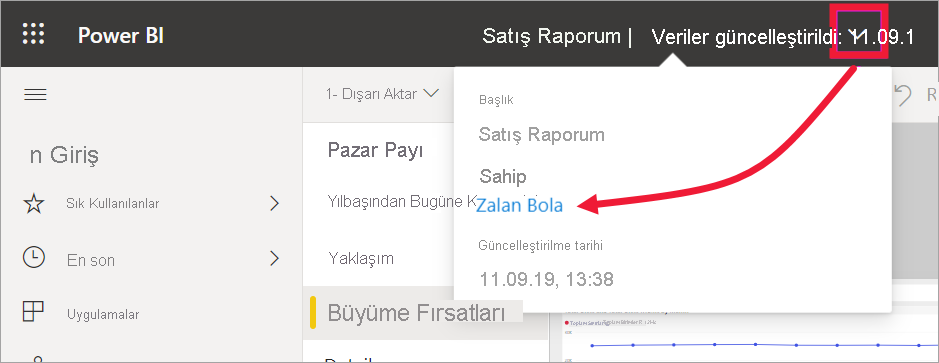 Power BI
Satış Raporum | Veriler güncelleştirildi: 11.09.1
1- Dışarı Aktar
R
Başlık
Satış Raporum
Sahip
Zalan Bola
Güncelleştirilme tarihi
11.09.19, 13:38
n Giriş
Sık Kullanılanlar
En son
Uygulamalar
Pazar Payı
Yılbaşından Bugüne K
Yaklaşım
Büyüme Fırsatları